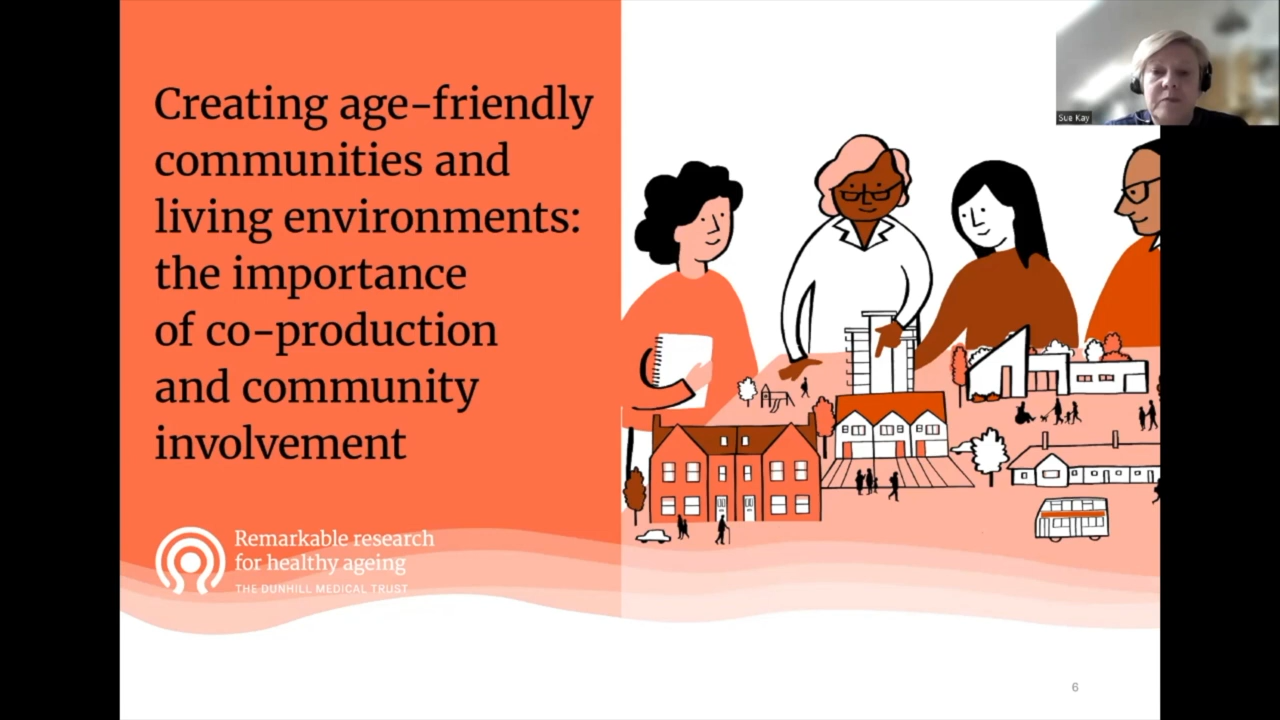 Creating age-friendly
communities and
living environments:
the importance
of co-production
and community
involvement
Remarkable research
for healthy ageing
THE DUNHILL MEDICAL TRUST
Sue Kay
6